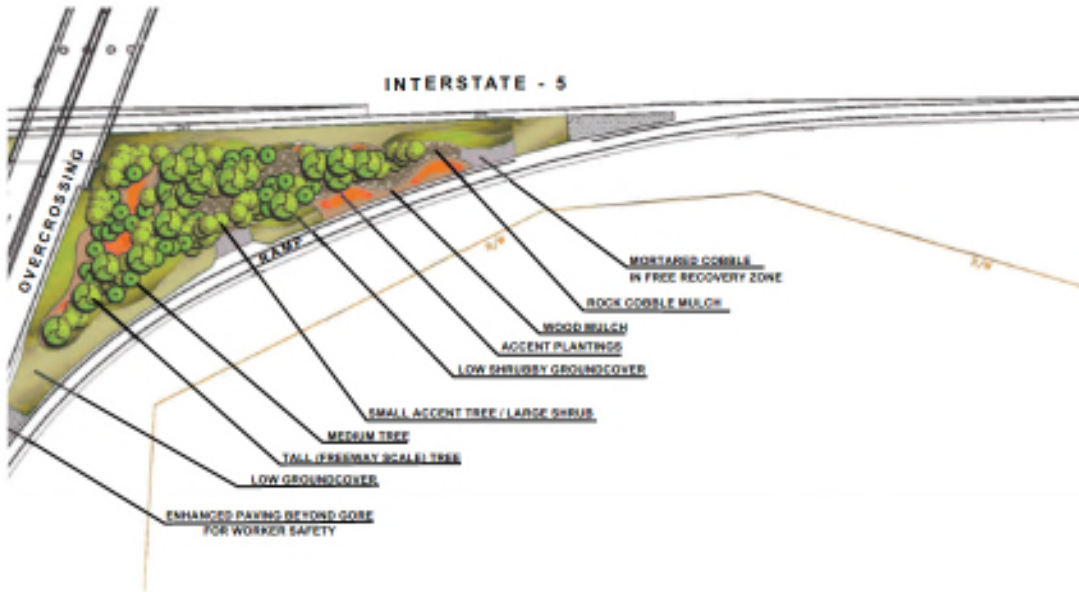 INTERSTATE - 5
OVERCROSSING
RAMP
R/W
R/W
MORTARED COBBLE
IN FREE RECOVERY ZONE
ROCK COBBLE MULCH
WOOD MULCH
ACCENT PLANTINGS
LOW SHRUBBY GROUNDCOVER
SMALL ACCENT TREE / LARGE SHRUB
MEDIUM TREE
TALL (FREEWAY SCALE) TREE
LOW GROUNDCOVER
ENHANCED PAVING BEYOND GORE
FOR WORKER SAFETY